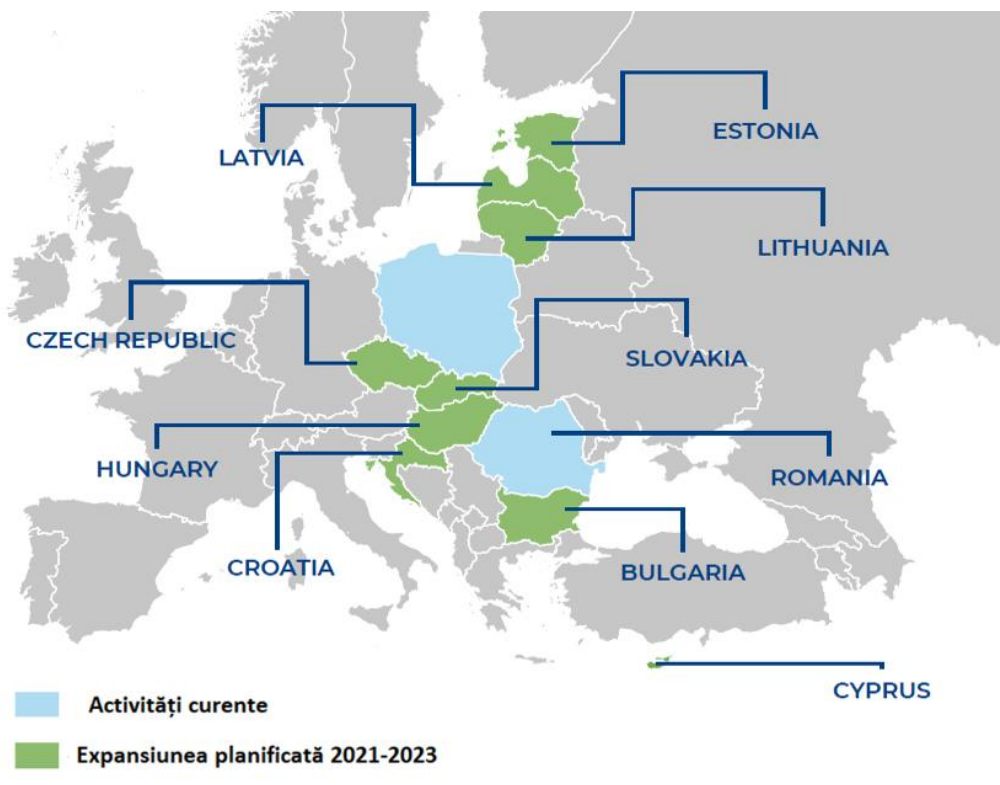 ESTONIA
LATVIA
LITHUANIA
CZECH REPUBLIC
SLOVAKIA
HUNGARY
ROMANIA
CROATIA
BULGARIA
CYPRUS
Activități curente
Expansiunea planificată 2021-2023